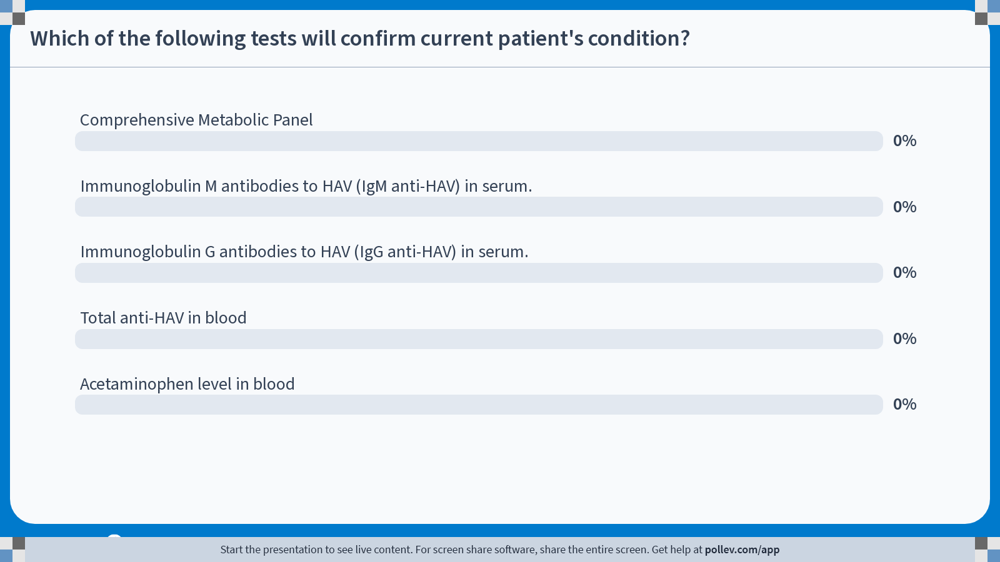 Which of the following tests will confirm current patient's condition?
Comprehensive Metabolic Panel
0%
Immunoglobulin M antibodies to HAV (IgM anti-HAV) in serum.
0%
Immunoglobulin G antibodies to HAV (IgG anti-HAV) in serum.
0%
Total anti-HAV in blood
0%
Acetaminophen level in blood
0%
Start the presentation to see live content. For screen share software, share the entire screen. Get help at pollev.com/app